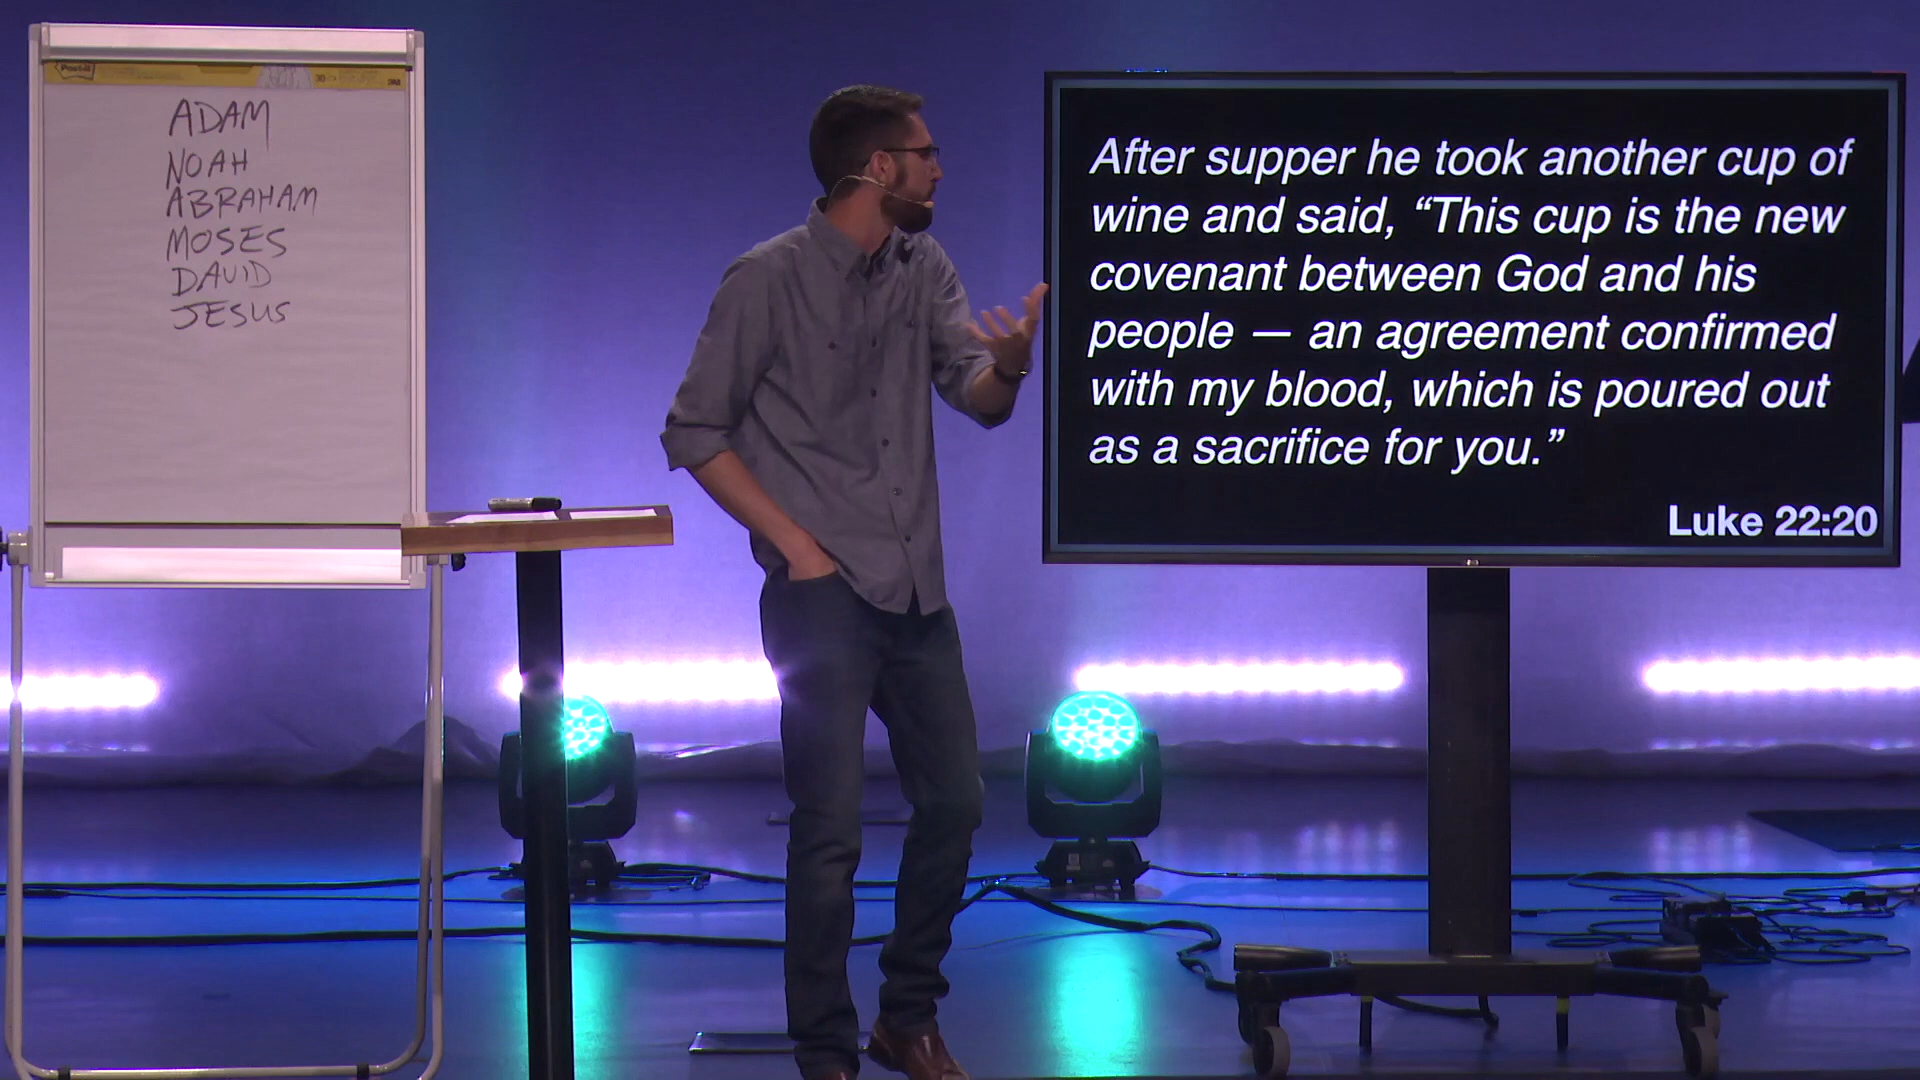 Post-it
ADAM
NOAH
ABRAHAM
MOSES
DAVID
JESUS
After supper he took another cup of
wine and said, “This cup is the new
covenant between God and his
people — an agreement confirmed
with my blood, which is poured out
as a sacrifice for you.”
Luke 22:20